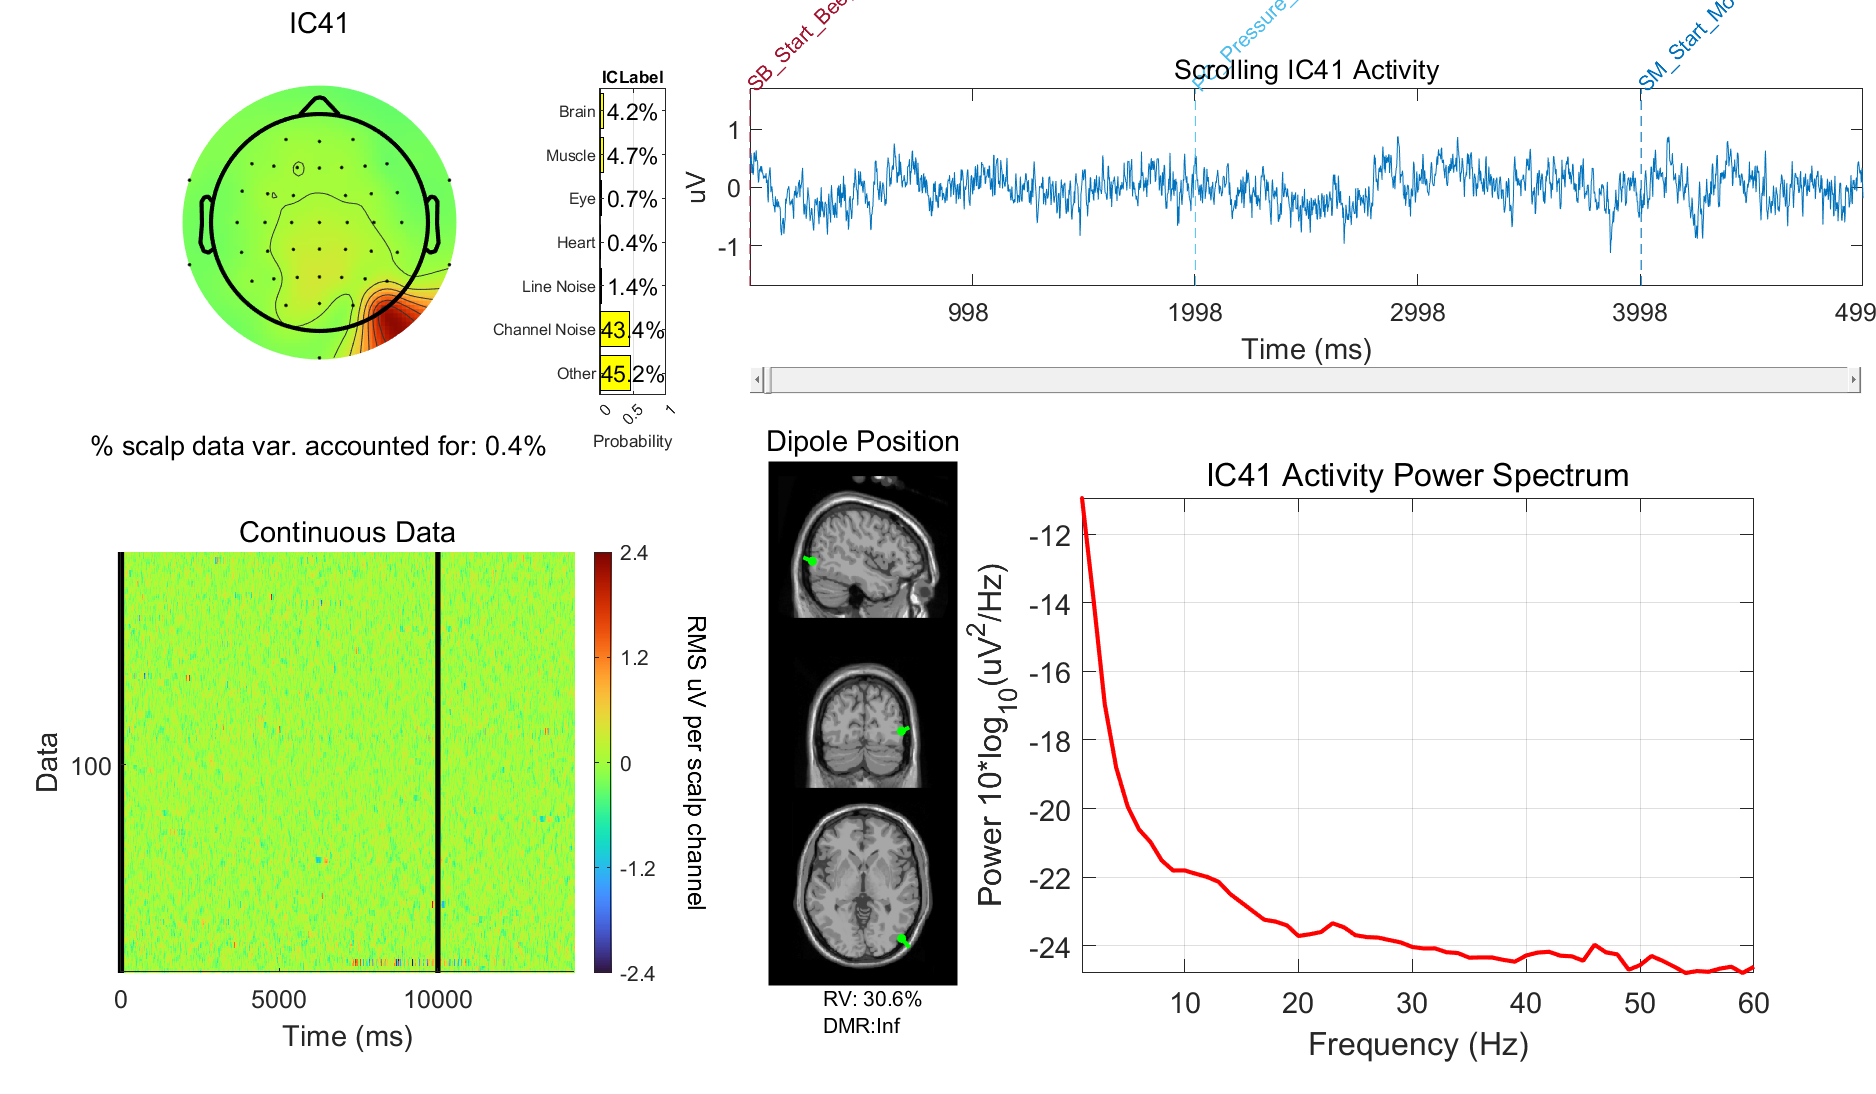 IC41
ICLabel
Brain 4.2%
Muscle 4.7%
Eye 0.7%
Heart 0.4%
Line Noise 1.4%
Channel Noise 43.4%
Other 45.2%
0 0.5 1
Probability
% scalp data var. accounted for: 0.4%
SB_Start_Bee
Pressure_
SM_Start_Mo
Scrolling IC41 Activity
uV
1
0
-1
998 1998 2998 3998 499
Time (ms)
Continuous Data
Data
100
0 5000 10000
Time (ms)
2.4
1.2
0
-1.2
-2.4
RMS uV per scalp channel
Dipole Position
RV: 30.6%
DMR:Inf
IC41 Activity Power Spectrum
Power 10*log10(uV2/Hz)
-12
-14
-16
-18
-20
-22
-24
10 20 30 40 50 60
Frequency (Hz)